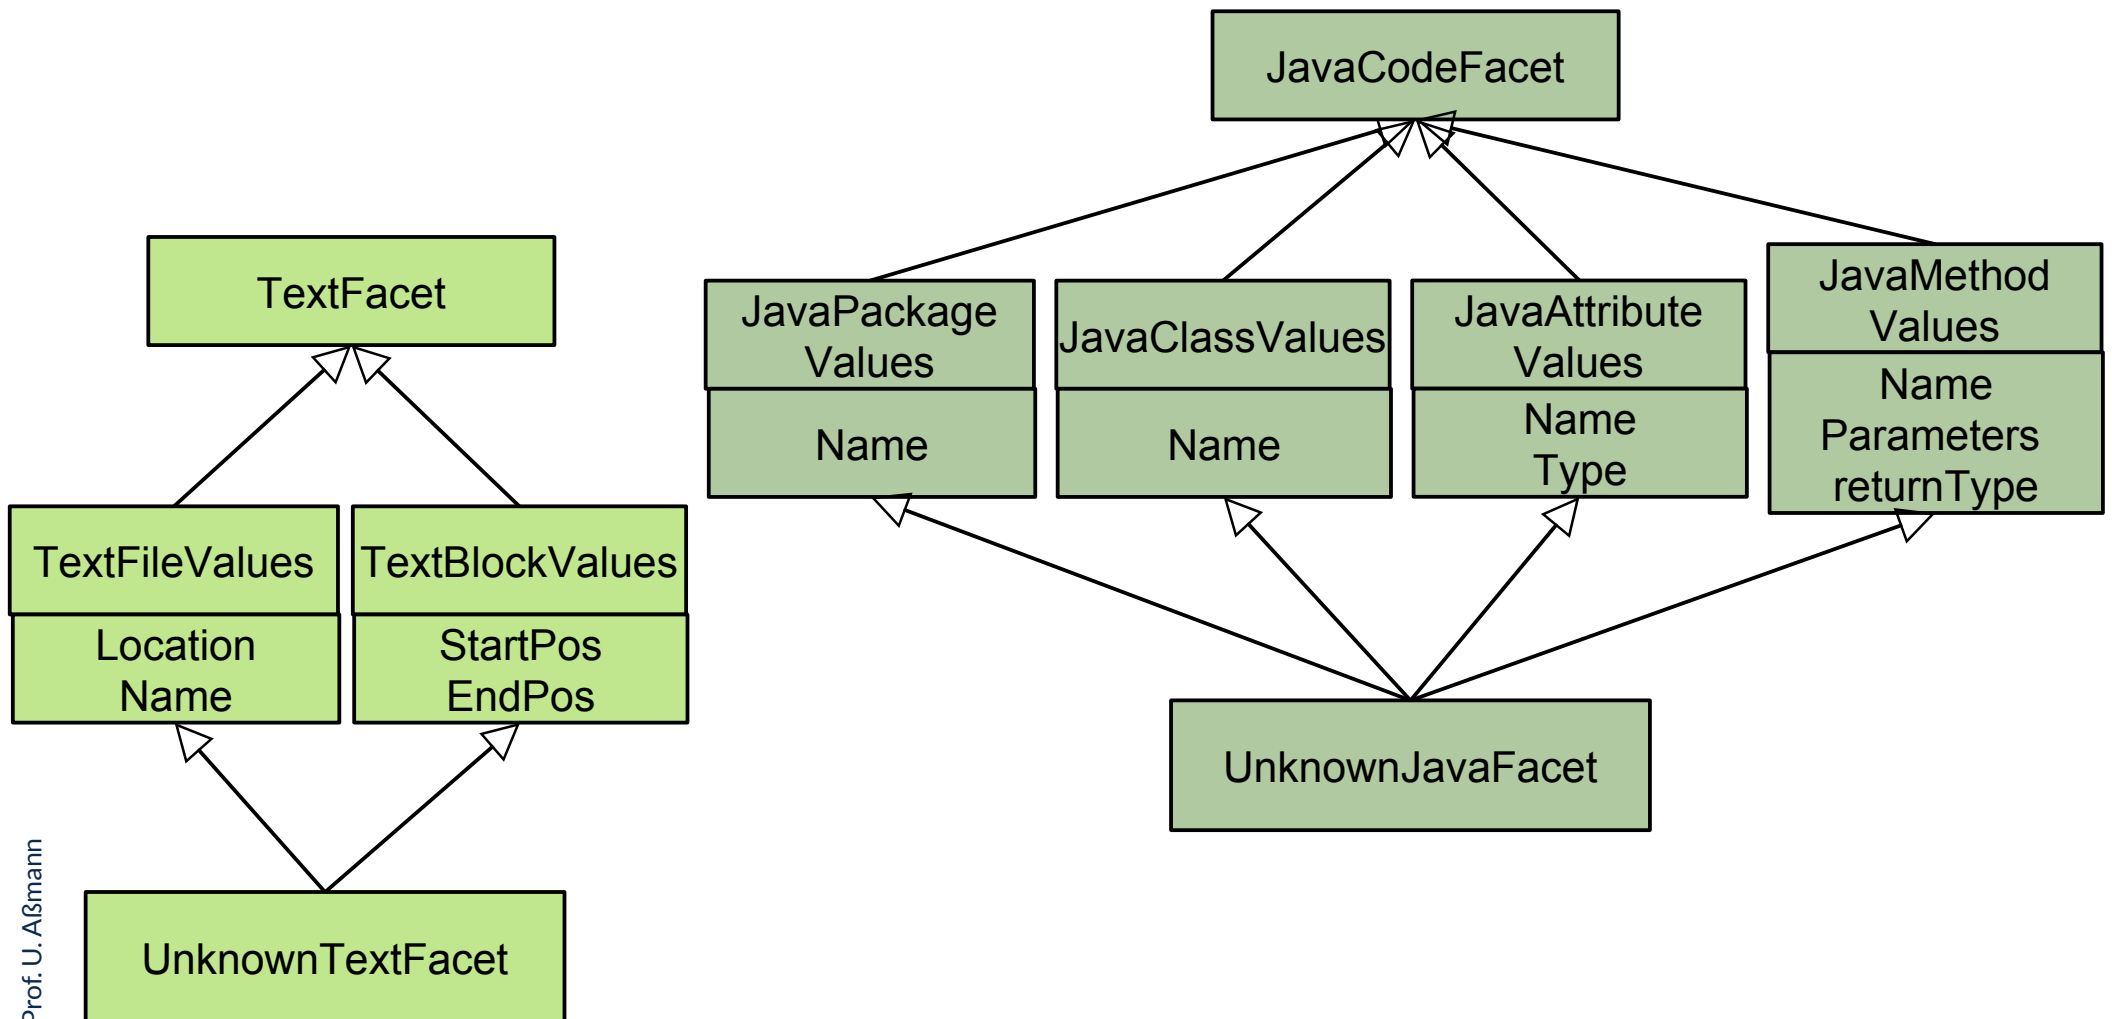 JavaCodeFacet
TextFacet
JavaPackage
Values
Name
JavaClassValues
Name
JavaAttribute
Values
Name
Type
JavaMethod
Values
Name
Parameters
returnType
TextFileValues
Location
Name
TextBlockValues
StartPos
EndPos
UnknownJavaFacet
UnknownTextFacet
Prof. U. Aßmann